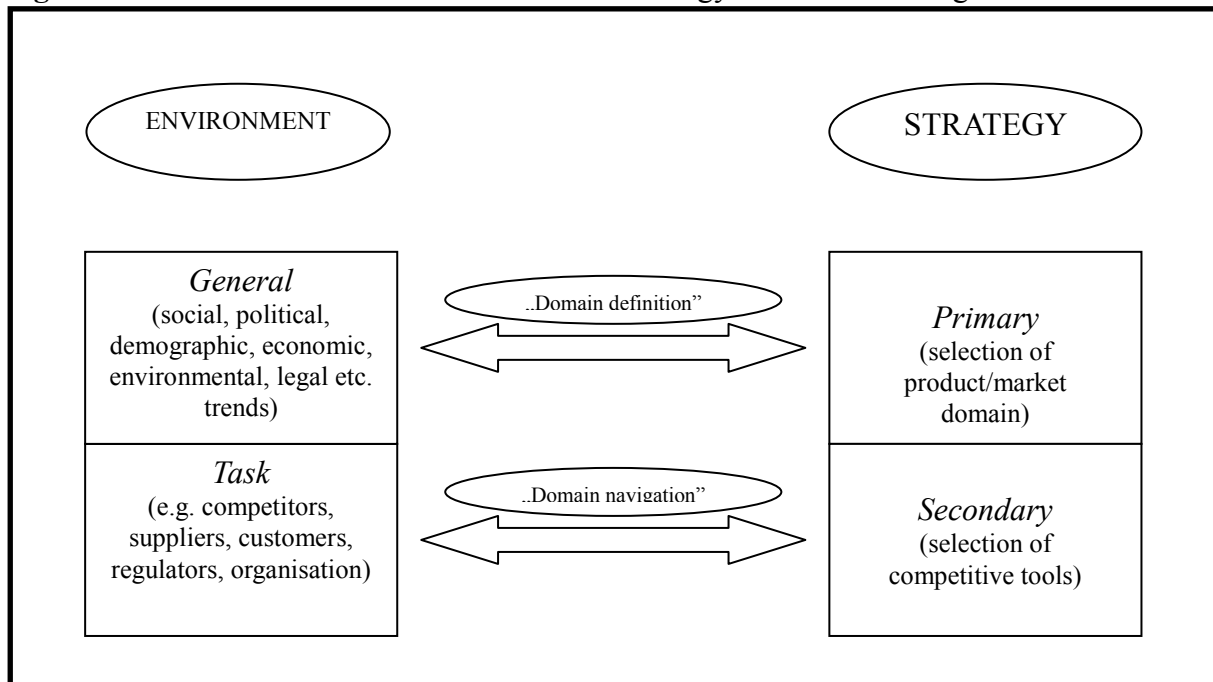 ENVIRONMENT
STRATEGY
General
(social, political,
demographic, economic,
environmental, legal etc.
trends)
„Domain definition”
Primary
(selection of
product/market
domain)
Task
(e.g. competitors,
suppliers, customers,
regulators, organisation)
„Domain navigation”
Secondary
(selection of
competitive tools)